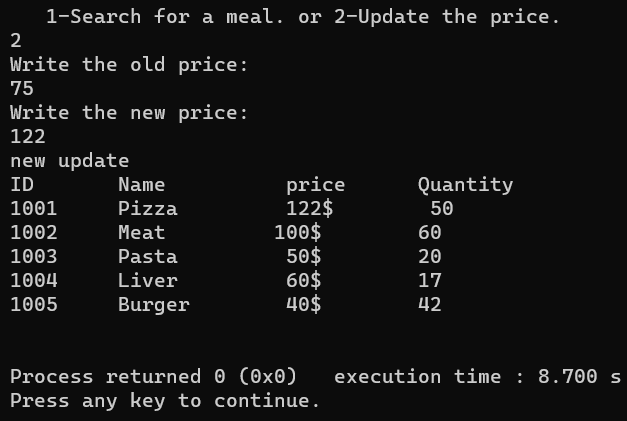 1-Search for a meal. or 2-Update the price.
2
Write the old price:
75
Write the new price:
122
new update
ID Name price Quantity
1001 Pizza 122$ 50
1002 Meat 100$ 60
1003 Pasta 50$ 20
1004 Liver 60$ 17
1005 Burger 40$ 42
Process returned 0 (0x0) execution time : 8.700 s
Press any key to continue.